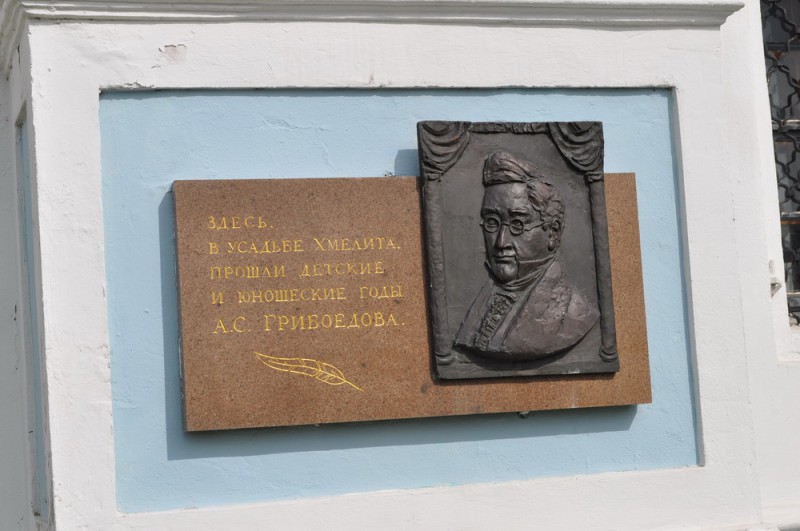 ЗДЕСЬ,
В УСАДЬБЕ ХМЕЛИТА,
ПРОШЛИ ДЕТСКИЕ
И ЮНОШЕСКИЕ ГОДЫ
А.С. ГРИБОЕДОВА.